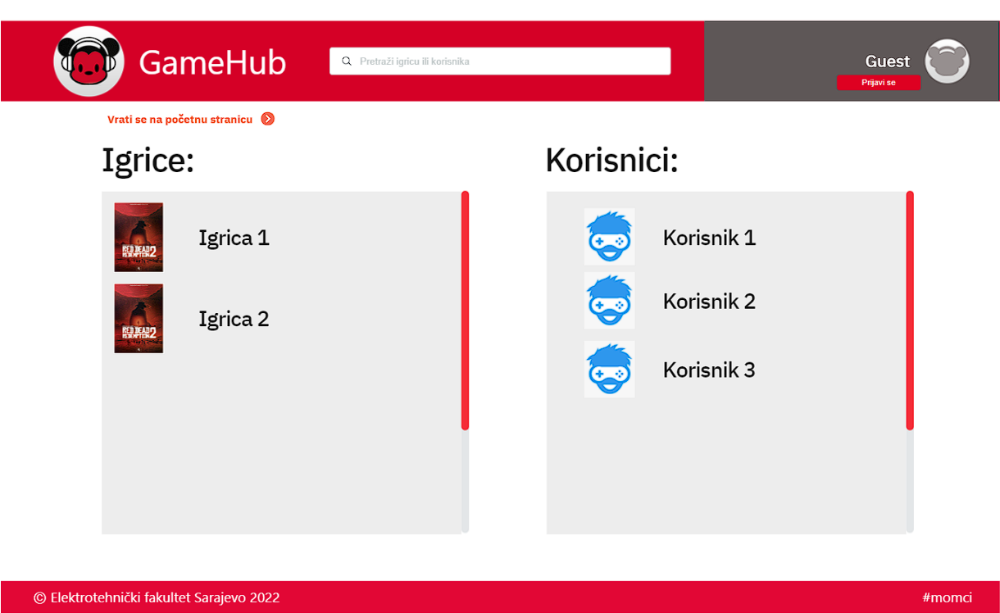 GameHub
Pretraži igricu ili korisnika
Guest
Prijavi se
Vrati se na početnu stranicu
Igrice:
Korisnici:
RED DEAD
REDEMPTION 2
Igrica 1
RED DEAD
REDEMPTION 2
Igrica 2
Korisnik 1
Korisnik 2
Korisnik 3
© Elektrotehnički fakultet Sarajevo 2022
#momci